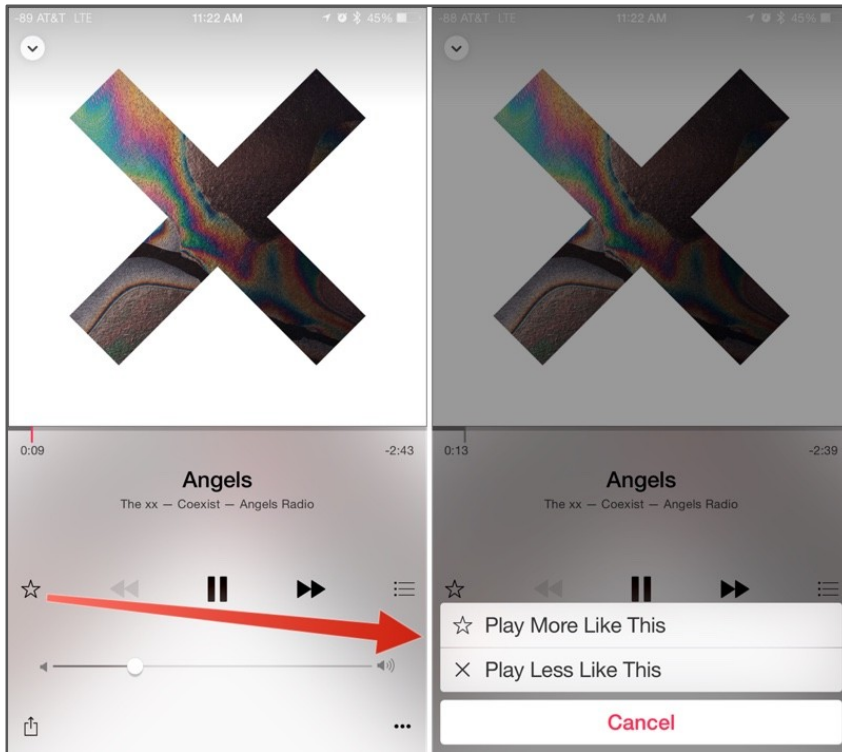 -89 AT&T LTE 11:22 AM 45%
0:09 -2:43
Angels
The xx — Coexist — Angels Radio
-88 AT&T LTE 11:22 AM 45%
0:13 -2:39
Angels
The xx — Coexist — Angels Radio
Play More Like This
Play Less Like This
Cancel